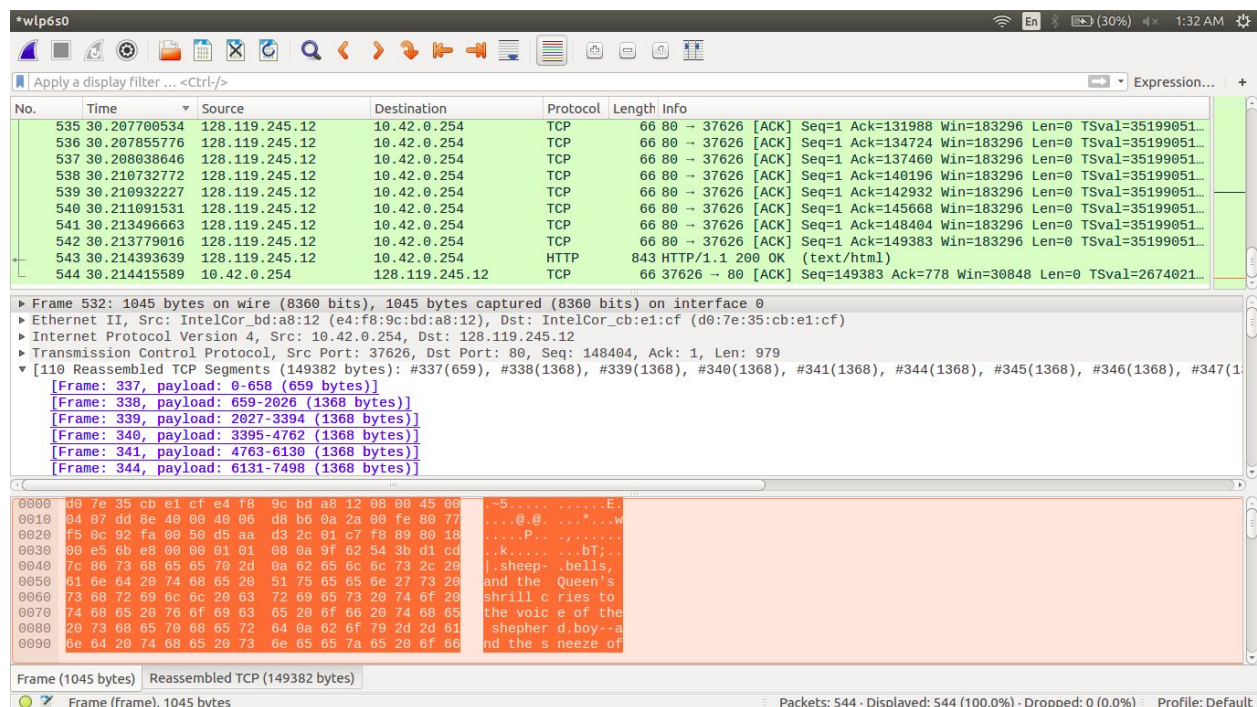 *wlp6s0 En (30%) 1:32 AM
Apply a display filter ... <Ctrl-/> Expression... +
No. Time Source Destination Protocol Length Info
535 30.207700534 128.119.245.12 10.42.0.254 TCP 66 80 → 37626 [ACK] Seq=1 Ack=131988 Win=183296 Len=0 TSval=35199051…
536 30.207855776 128.119.245.12 10.42.0.254 TCP 66 80 → 37626 [ACK] Seq=1 Ack=134724 Win=183296 Len=0 TSval=35199051…
537 30.208038646 128.119.245.12 10.42.0.254 TCP 66 80 → 37626 [ACK] Seq=1 Ack=137460 Win=183296 Len=0 TSval=35199051…
538 30.210732772 128.119.245.12 10.42.0.254 TCP 66 80 → 37626 [ACK] Seq=1 Ack=140196 Win=183296 Len=0 TSval=35199051…
539 30.210932227 128.119.245.12 10.42.0.254 TCP 66 80 → 37626 [ACK] Seq=1 Ack=142932 Win=183296 Len=0 TSval=35199051…
540 30.211091531 128.119.245.12 10.42.0.254 TCP 66 80 → 37626 [ACK] Seq=1 Ack=145668 Win=183296 Len=0 TSval=35199051…
541 30.213496663 128.119.245.12 10.42.0.254 TCP 66 80 → 37626 [ACK] Seq=1 Ack=148404 Win=183296 Len=0 TSval=35199051…
542 30.213779016 128.119.245.12 10.42.0.254 TCP 66 80 → 37626 [ACK] Seq=1 Ack=149383 Win=183296 Len=0 TSval=35199051…
543 30.214393639 128.119.245.12 10.42.0.254 HTTP 843 HTTP/1.1 200 OK (text/html)
544 30.214415589 10.42.0.254 128.119.245.12 TCP 66 37626 → 80 [ACK] Seq=149383 Ack=778 Win=30848 Len=0 TSval=2674021…
Frame 532: 1045 bytes on wire (8360 bits), 1045 bytes captured (8360 bits) on interface 0
Ethernet II, Src: IntelCor_bd:a8:12 (e4:f8:9c:bd:a8:12), Dst: IntelCor_cb:e1:cf (d0:7e:35:cb:e1:cf)
Internet Protocol Version 4, Src: 10.42.0.254, Dst: 128.119.245.12
Transmission Control Protocol, Src Port: 37626, Dst Port: 80, Seq: 148404, Ack: 1, Len: 979
[110 Reassembled TCP Segments (149382 bytes): #337(659), #338(1368), #339(1368), #340(1368), #341(1368), #344(1368), #345(1368), #346(1368), #347(1
[Frame: 337, payload: 0-658 (659 bytes)]
[Frame: 338, payload: 659-2026 (1368 bytes)]
[Frame: 339, payload: 2027-3394 (1368 bytes)]
[Frame: 340, payload: 3395-4762 (1368 bytes)]
[Frame: 341, payload: 4763-6130 (1368 bytes)]
[Frame: 344, payload: 6131-7498 (1368 bytes)]
0000 d0 7e 35 cb e1 cf e4 f8 9c bd a8 12 08 00 45 00 .~5..... ......E.
0010 04 07 dd 8e 40 00 40 06 d8 b6 0a 2a 00 fe 80 77 ....@.@. ...*...w
0020 f5 0c 92 fa 00 50 d5 aa d3 2c 01 c7 f8 89 80 18 .....P.. .,......
0030 00 e5 6b e8 00 00 01 01 08 0a 9f 62 54 3b d1 cd ..k..... ...bT;..
0040 7c 86 73 68 65 65 70 2d 0a 62 65 6c 6c 73 2c 20 |.sheep- .bells,
0050 61 6e 64 20 74 68 65 20 51 75 65 65 6e 27 73 20 and the Queen's
0060 73 68 72 69 6c 6c 20 63 72 69 65 73 20 74 6f 20 shrill c ries to
0070 74 68 65 20 76 6f 69 63 65 20 6f 66 20 74 68 65 the voic e of the
0080 20 73 68 65 70 68 65 72 64 0a 62 6f 79 2d 2d 61 shepher d.boy--a
0090 6e 64 20 74 68 65 20 73 6e 65 65 7a 65 20 6f 66 nd the s neeze of
Frame (1045 bytes) Reassembled TCP (149382 bytes)
Frame (frame), 1045 bytes Packets: 544 · Displayed: 544 (100.0%) · Dropped: 0 (0.0%) Profile: Default